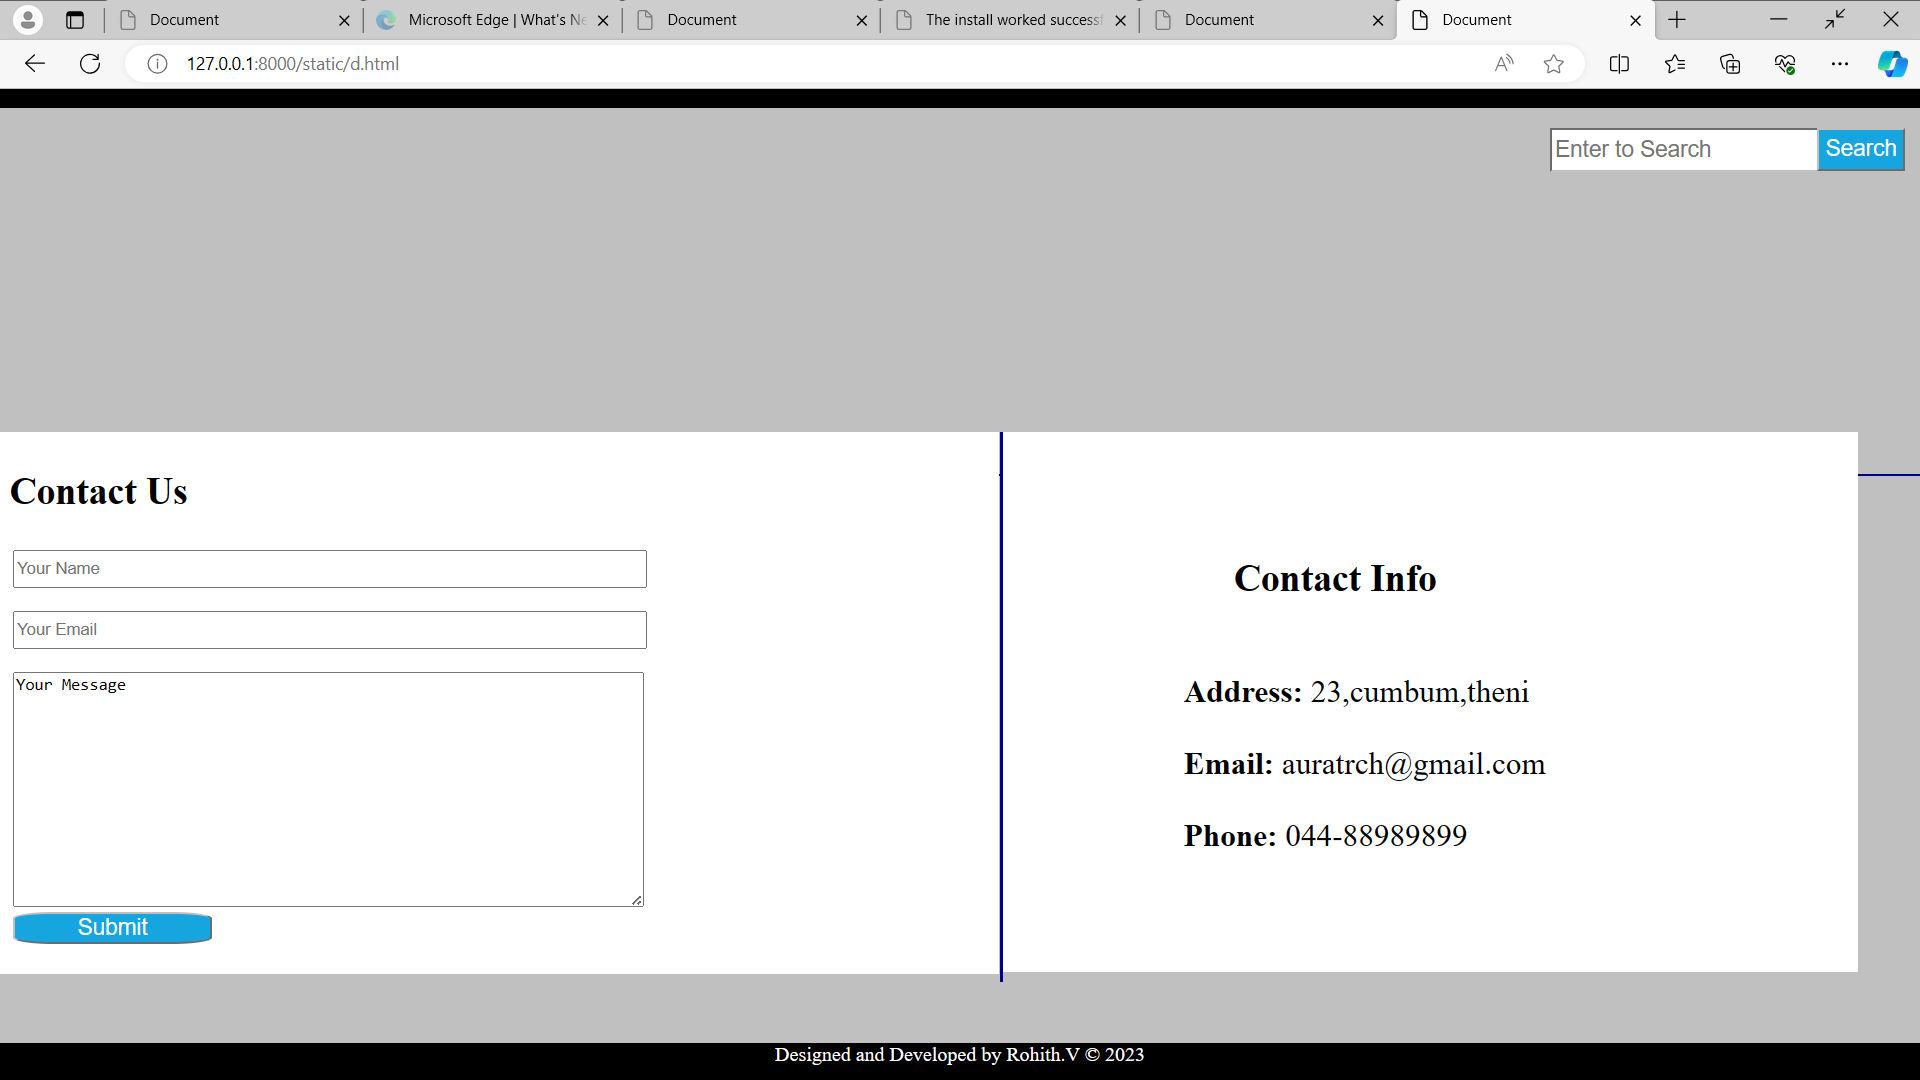 Document
Microsoft Edge | What's Ne
Document
The install worked success
Document
Document
127.0.0.1:8000/static/d.html
Enter to Search
Search
Contact Us
Your Name
Your Email
Your Message
Submit
Contact Info
Address: 23,cumbum,theni
Email: auratrch@gmail.com
Phone: 044-88989899
Designed and Developed by Rohith.V © 2023